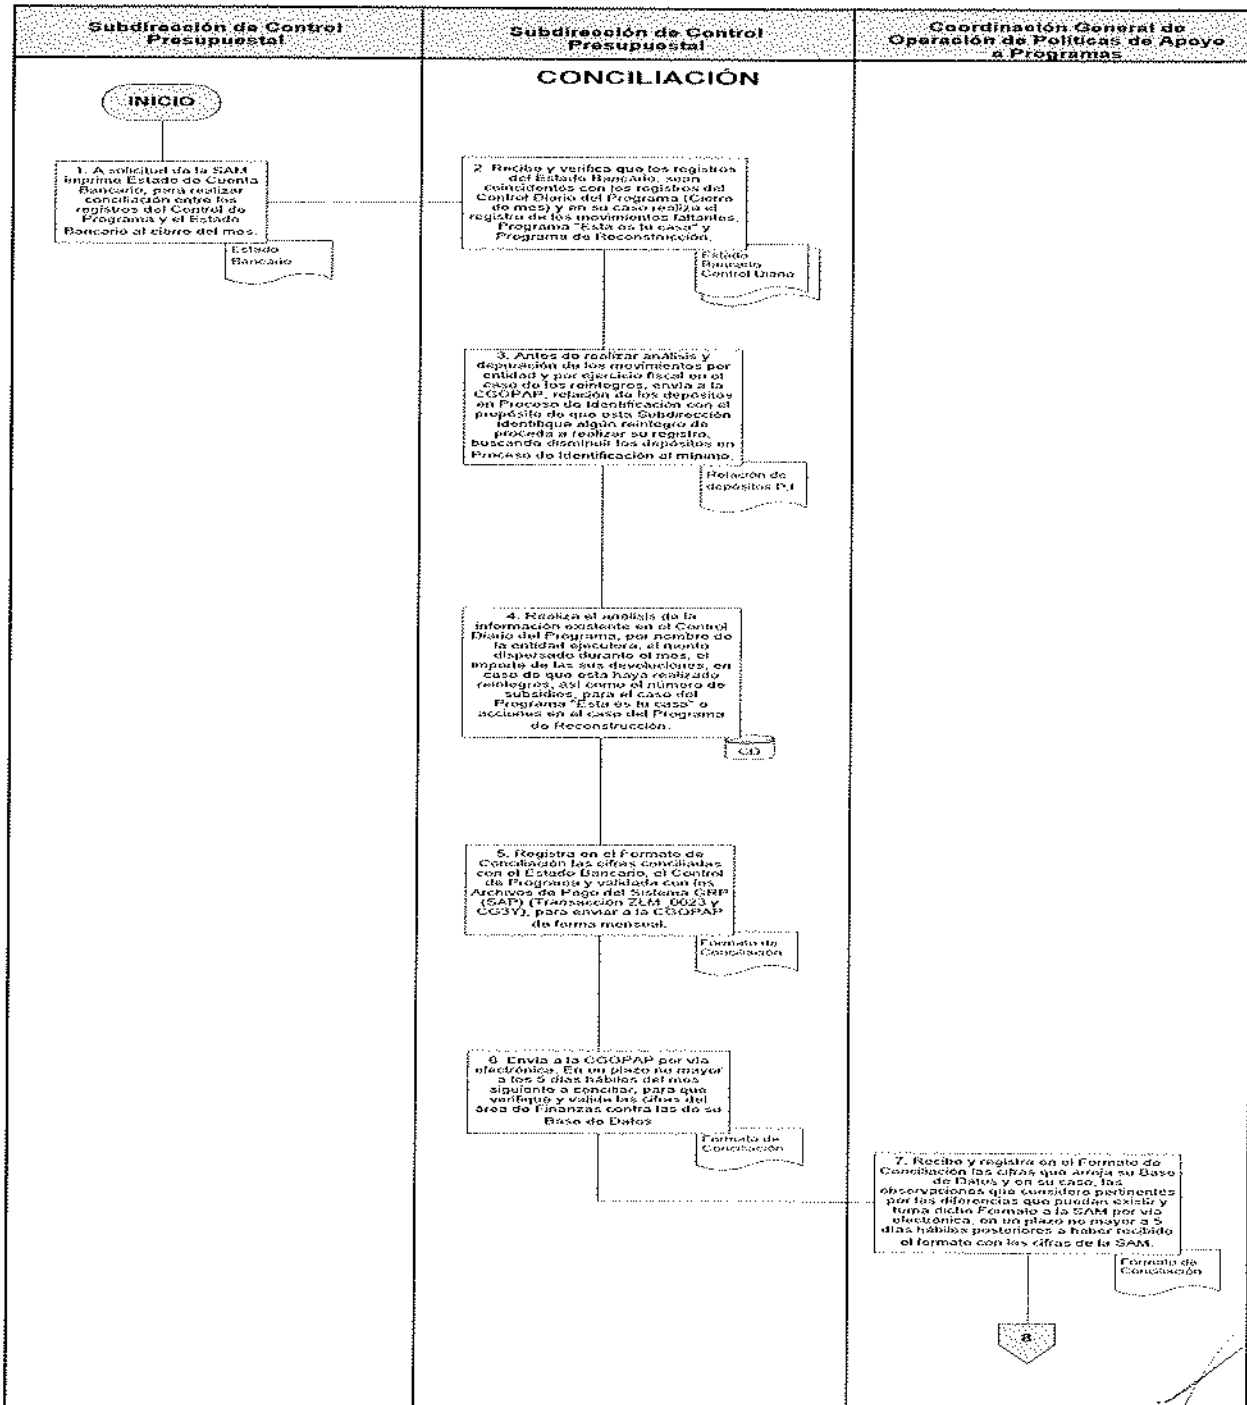 Subdirección de Control
Presupuestal
Subdirección de Control
Presupuestal
Coordinación General de
Operación de Políticas de Apoyo
a Programas
CONCILIACIÓN
INICIO
1. A solicitud de la SAM
imprime Estado de Cuenta
Bancario, para realizar
conciliación entre los
registros del Control de
Programa y el Estado
Bancario al cierre del mes.
Estado
Bancario
2. Recibe y verifica que los registros
del Estado Bancario, sean
coincidentes con los registros del
Control Diario del Programa (Cierre
de mes) y en su caso realiza el
registro de los movimientos faltantes.
Programa "Esta es tu casa" y
Programa de Reconstrucción.
Estado
Bancario
Control Diario
3. Antes de realizar análisis y
depuración de los movimientos por
entidad y por ejercicio fiscal en el
caso de los reintegros, envía a la
CGOPAP, relación de los depósitos
en Proceso de Identificación con el
propósito de que esta Subdirección
identifique algún reintegro de
proceda a realizar su registro,
buscando disminuir los depósitos en
Proceso de Identificación al mínimo.
Relación de
depósitos P.I
4. Realiza el análisis de la
información existente en el Control
Diario del Programa, por nombre de
la entidad ejecutora, el monto
dispersado durante el mes, el
importe de las sus devoluciones, en
caso de que esta haya realizado
reintegros, así como el número de
subsidios, para el caso del
Programa "Esta es tu casa" o
acciones en el caso del Programa
de Reconstrucción.
CD
5. Registra en el Formato de
Conciliación las cifras conciliadas
con el Estado Bancario, el Control
de Programa y validada con los
Archivos de Pago del Sistema GRP
(SAP) (Transacción ZLM_0023 y
CG3Y), para enviar a la CGOPAP
de forma mensual.
Formato de
Conciliación
6. Envía a la CGOPAP por vía
electrónica. En un plazo no mayor
a los 5 días hábiles del mes
siguiente a conciliar, para que
verifique y valide las cifras del
área de Finanzas contra las de su
Base de Datos
Formato de
Conciliación
7. Recibe y registra en el Formato de
Conciliación las cifras que arroja su Base
de Datos y en su caso, las
observaciones que considere pertinentes
por las diferencias que puedan existir y
turna dicho Formato a la SAM por vía
electrónica, en un plazo no mayor a 5
días hábiles posteriores a haber recibido
el formato con las cifras de la SAM.
Formato de
Conciliación
a